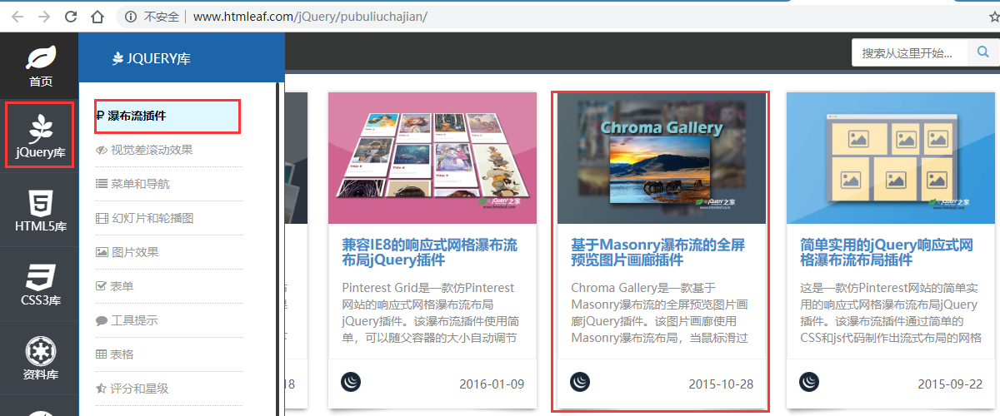 不安全 | www.htmleaf.com/jQuery/pubuliuchajian/
首页
jQuery库
HTML5库
CSS3库
资料库
JQUERY库
瀑布流插件
视觉差滚动效果
菜单和导航
幻灯片和轮播图
图片效果
表单
工具提示
表格
评分和星级
搜索从这里开始...
18
jQuery之家
www.htmleaf.com
兼容IE8的响应式网格瀑布流
布局jQuery插件
Pinterest Grid是一款仿Pinterest
网站的响应式网格瀑布流布局
jQuery插件。该瀑布流插件使用简
单，可以随父容器的大小自动调节
2016-01-09
Chroma Gallery
jQuery之家
www.htmleaf.com
基于Masonry瀑布流的全屏
预览图片画廊插件
Chroma Gallery是一款基于
Masonry瀑布流的全屏预览图片画
廊jQuery插件。该图片画廊使用
Masonry瀑布流布局，当鼠标滑过
2015-10-28
jQuery之家
www.htmleaf.com
简单实用的jQuery响应式网
格瀑布流布局插件
这是一款仿Pinterest网站的简单实
用的响应式网格瀑布流布局jQuery
插件。该瀑布流插件通过简单的
CSS和js代码制作出流式布局的网格
2015-09-22